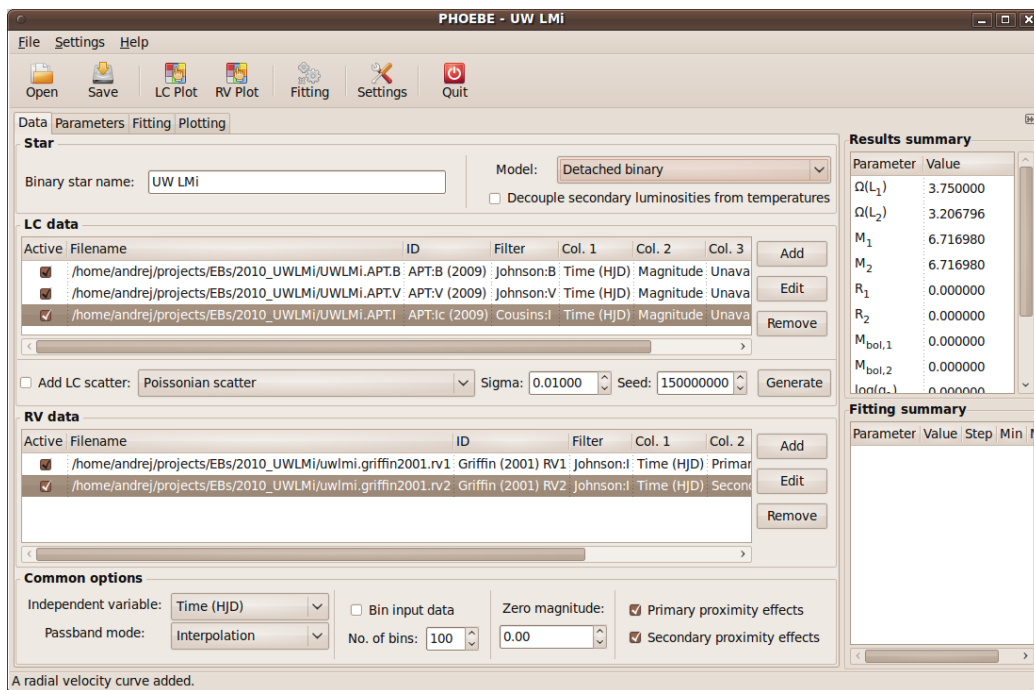 PHOEBE - UW LMi
File Settings Help
Open Save LC Plot RV Plot Fitting Settings Quit
Data Parameters Fitting Plotting
Star
Binary star name: UW LMi
Model: Detached binary
Decouple secondary luminosities from temperatures
LC data
Active Filename ID Filter Col. 1 Col. 2 Col. 3
/home/andrej/projects/EBs/2010_UWLMi/UWLMi.APT.B APT:B (2009) Johnson:B Time (HJD) Magnitude Unava
/home/andrej/projects/EBs/2010_UWLMi/UWLMi.APT.V APT:V (2009) Johnson:V Time (HJD) Magnitude Unava
/home/andrej/projects/EBs/2010_UWLMi/UWLMi.APT.I APT:Ic (2009) Cousins:I Time (HJD) Magnitude Unava
Add
Edit
Remove
Add LC scatter: Poissonian scatter Sigma: 0.01000 Seed: 150000000 Generate
RV data
Active Filename ID Filter Col. 1 Col. 2
/home/andrej/projects/EBs/2010_UWLMi/uwlmi.griffin2001.rv1 Griffin (2001) RV1 Johnson:I Time (HJD) Primar
/home/andrej/projects/EBs/2010_UWLMi/uwlmi.griffin2001.rv2 Griffin (2001) RV2 Johnson:I Time (HJD) Second
Add
Edit
Remove
Common options
Independent variable: Time (HJD)
Passband mode: Interpolation
Bin input data
No. of bins: 100
Zero magnitude:
0.00
Primary proximity effects
Secondary proximity effects
Results summary
Parameter Value
Ω(L1) 3.750000
Ω(L2) 3.206796
M1 6.716980
M2 6.716980
R1 0.000000
R2 0.000000
Mbol,1 0.000000
Mbol,2 0.000000
0.000000
Fitting summary
Parameter Value Step Min
A radial velocity curve added.